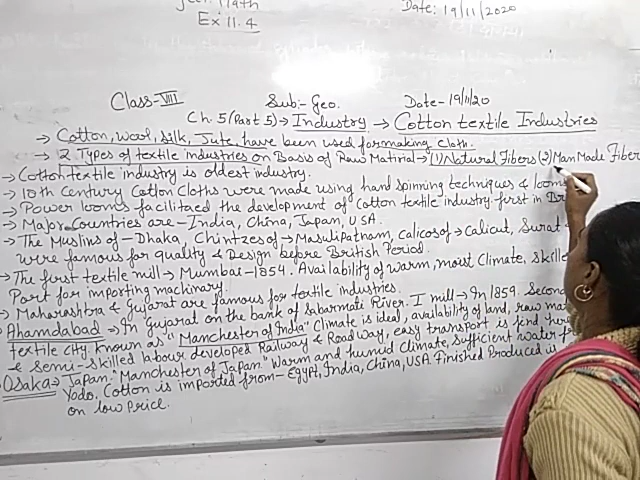 Ex 11.4
Date: 19/11/2020
Class-VIII Sub:- Geo. Date- 19/11/20
Ch. 5 (Part 5) → Industry → Cotton textile Industries
→ Cotton, wool, Silk, Jute, have been used for making cloth.
→ 2 Types of textile industries on Basis of Raw Matirial → (1) Natural Fibers (2) Man Made Fiber
→ Cotton textile industry is oldest industry.
→ 18th Century Cotton Cloths were made using hand spinning techniques & looms
→ Power looms facilitaed the development of Cotton textile industry first in
→ Major Countries are - India, China, Japan, USA.
→ The Muslins of - Dhaka, Chintzes of → Masulipatnam, Calicos of → Calicut, Surat
were famous for quality & Design before British Period.
→ The first textile mill → Mumbai - 1854. Availability of warm, moist Climate, Skille
Port for importing machinary.
→ Maharashtra & Gujarat are famous for textile industries.
→ Ahamdabad → In Gujarat on the bank of Sabarmati River. I mill → In 1859. Second
textile city. known as "Manchester of India" Climate is ideal, availability of land, raw ma
& Semi-skilled labour developed Railway & Roadway, easy transport is find
→ Osaka → Japan. "Manchester of Japan." Warm and humid climate, sufficient water
Yodo, Cotton is imported from - Egypt, India, China, USA. Finished Produced is
on low Price.